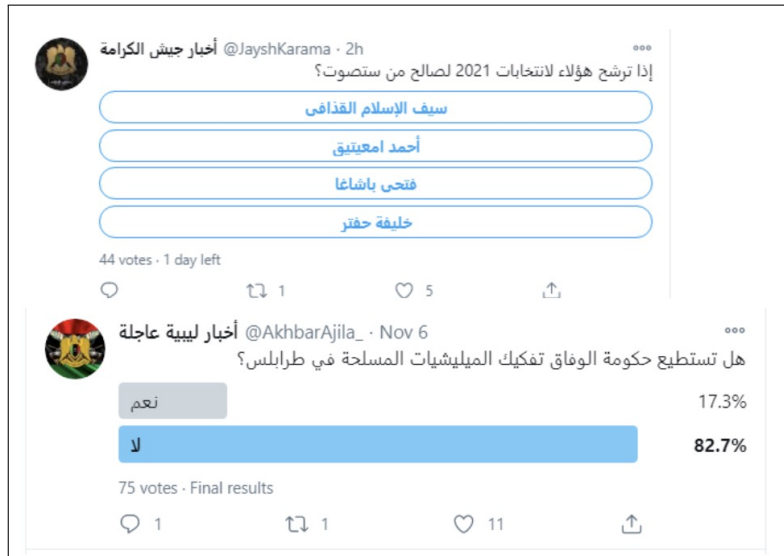 أخبار جيش الكرامة @JayshKarama · 2h
إذا ترشح هؤلاء لانتخابات 2021 لصالح من ستصوت؟
سيف الإسلام القذافى
أحمد امعيتيق
فتحى باشاغا
خليفة حفتر
44 votes · 1 day left
1 5
أخبار ليبية عاجلة @AkhbarAjila_ · Nov 6
هل تستطيع حكومة الوفاق تفكيك الميليشيات المسلحة في طرابلس؟
نعم 17.3%
لا 82.7%
75 votes · Final results
1 1 11